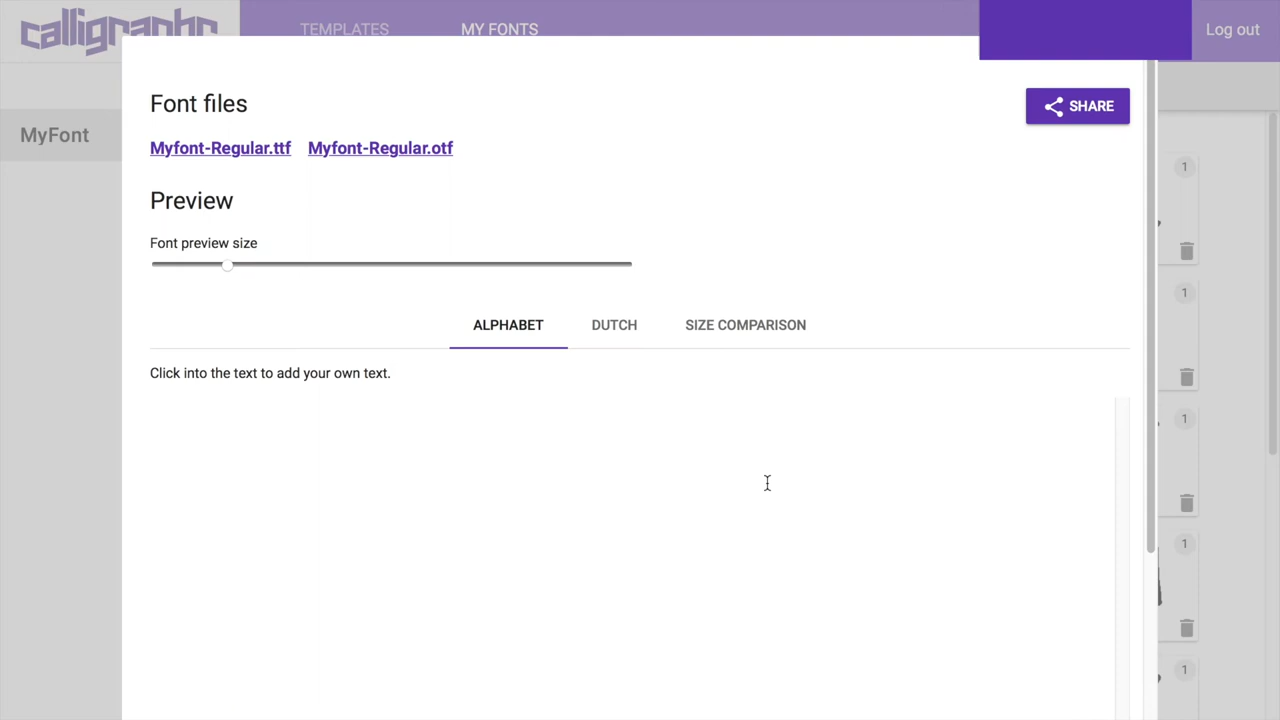 calligraphr
TEMPLATES
MY FONTS
Log out
MyFont
Font files
SHARE
Myfont-Regular.ttf
Myfont-Regular.otf
Preview
Font preview size
ALPHABET
DUTCH
SIZE COMPARISON
Click into the text to add your own text.
1
1
1
1
1